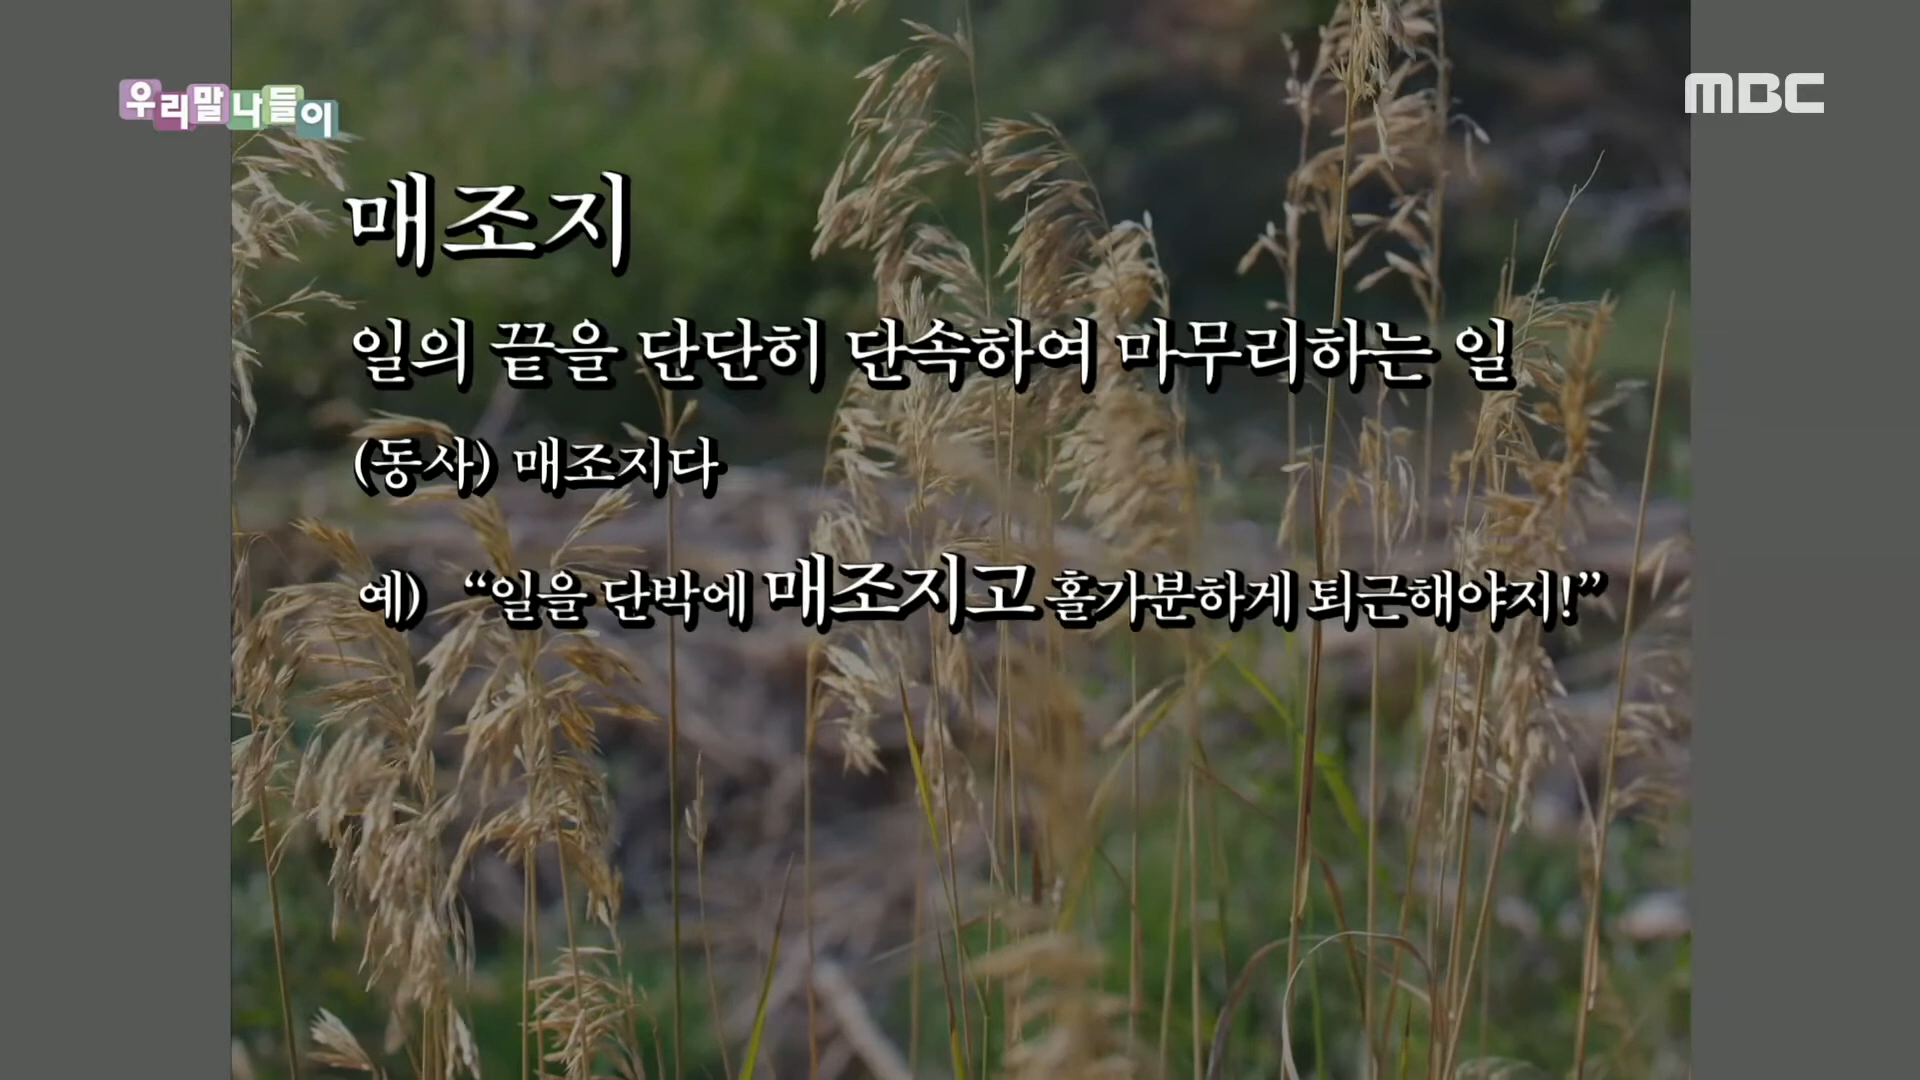 우리말 나들이
MBC
매조지
일의 끝을 단단히 단속하여 마무리하는 일
(동사) 매조지다
예) “일을 단박에 매조지고 홀가분하게 퇴근해야지!”